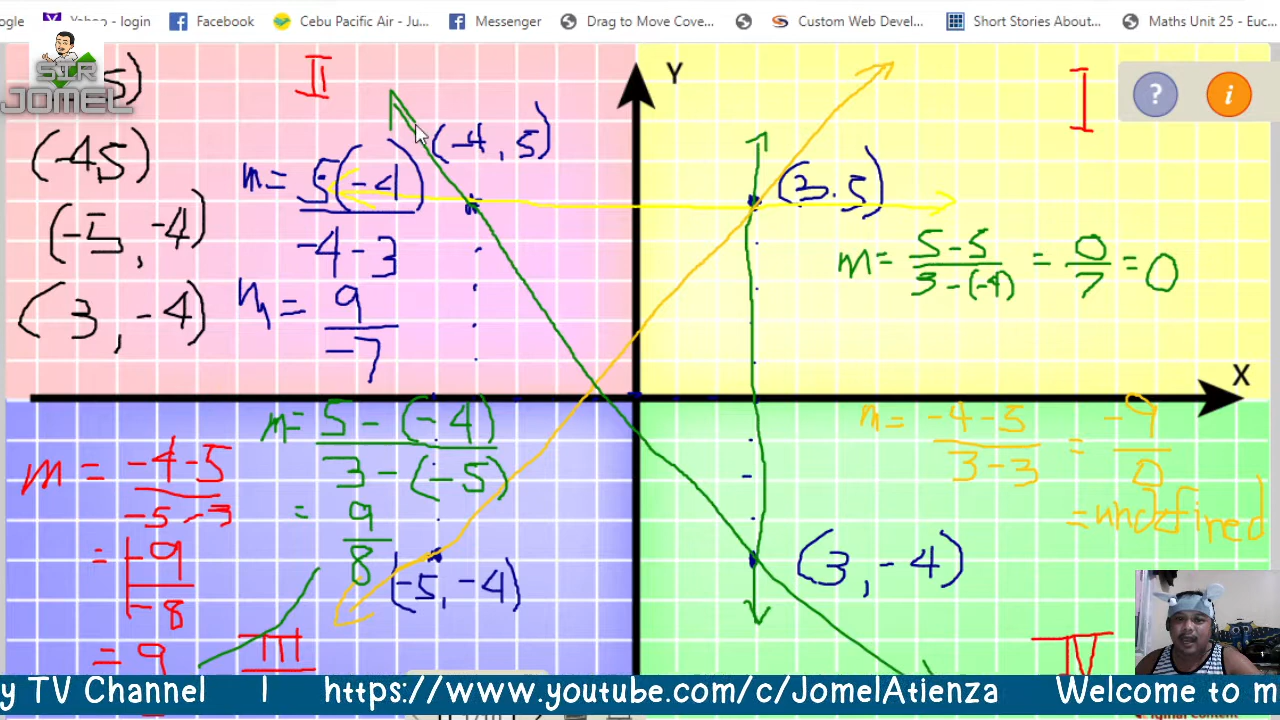 Yahoo - login Facebook Cebu Pacific Air - Ju... Messenger Drag to Move Cove... Custom Web Devel... Short Stories About... Maths Unit 25 - Euc...
SIR
JOMEL
5)
(-45)
(-5, -4)
(3, -4)
II
I
Y
? i
(-4, 5)
m = 5(-4)
-4-3
m = 9
-7
(3.5)
m = 5-5 = 0 = 0
3-(-4) 7
X
m = 5-(-4)
3-(-5)
= 9
8
m = -4-5
-5-3
= -9
-8
= 9
(-5, -4)
III
m = -4-5 = -9
3-3 0
= undefined
(3, -4)
IV
y TV Channel I https://www.youtube.com/c/JomelAtienza Welcome to m